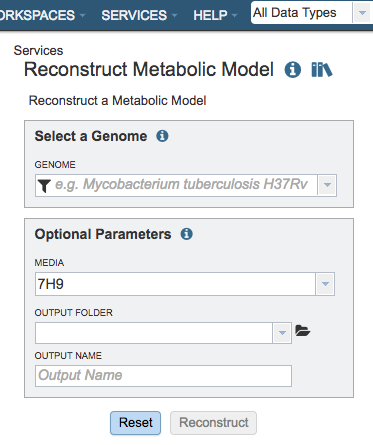 ORKSPACES SERVICES HELP All Data Types
Services
Reconstruct Metabolic Model
Reconstruct a Metabolic Model
Select a Genome
GENOME
e.g. Mycobacterium tuberculosis H37Rv
Optional Parameters
MEDIA
7H9
OUTPUT FOLDER
OUTPUT NAME
Output Name
Reset Reconstruct